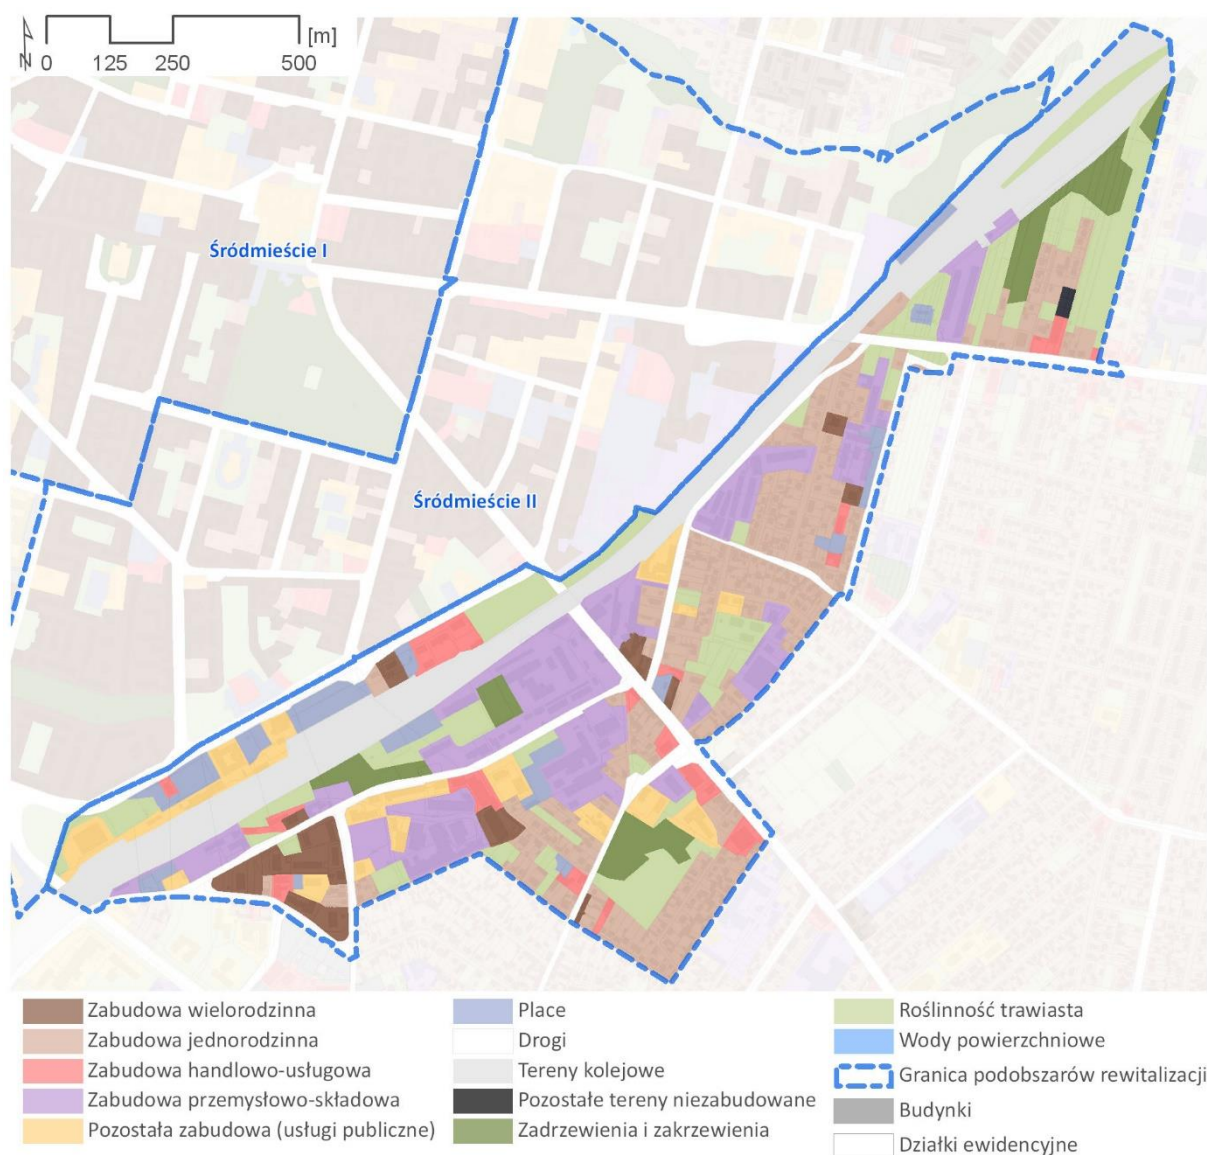 N
0 125 250 500 [m]
Śródmieście I
Śródmieście II
Zabudowa wielorodzinna
Zabudowa jednorodzinna
Zabudowa handlowo-usługowa
Zabudowa przemysłowo-składowa
Pozostała zabudowa (usługi publiczne)
Place
Drogi
Tereny kolejowe
Pozostałe tereny niezabudowane
Zadrzewienia i zakrzewienia
Roślinność trawiasta
Wody powierzchniowe
Granica podobszarów rewitalizacji
Budynki
Działki ewidencyjne